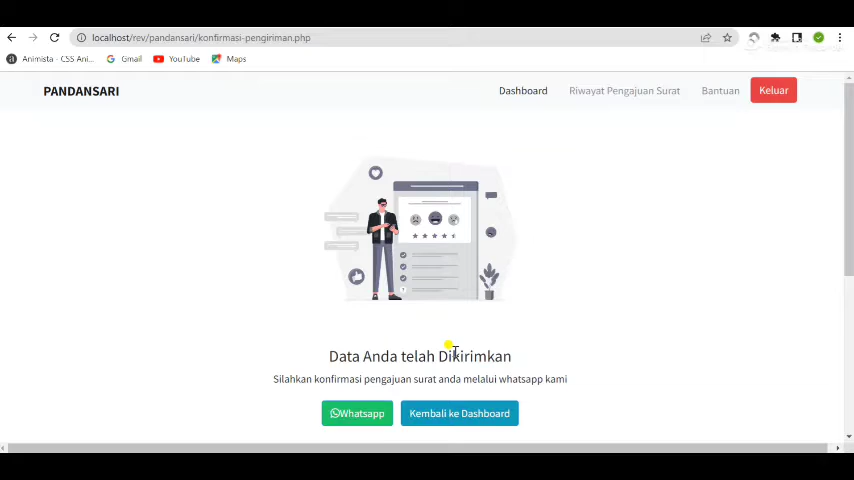 localhost/rev/pandansari/konfirmasi-pengiriman.php
Animista - CSS Ani...
Gmail
YouTube
Maps
PANDANSARI
Dashboard
Riwayat Pengajuan Surat
Bantuan
Keluar
Data Anda telah Dikirimkan
Silahkan konfirmasi pengajuan surat anda melalui whatsapp kami
Whatsapp
Kembali ke Dashboard